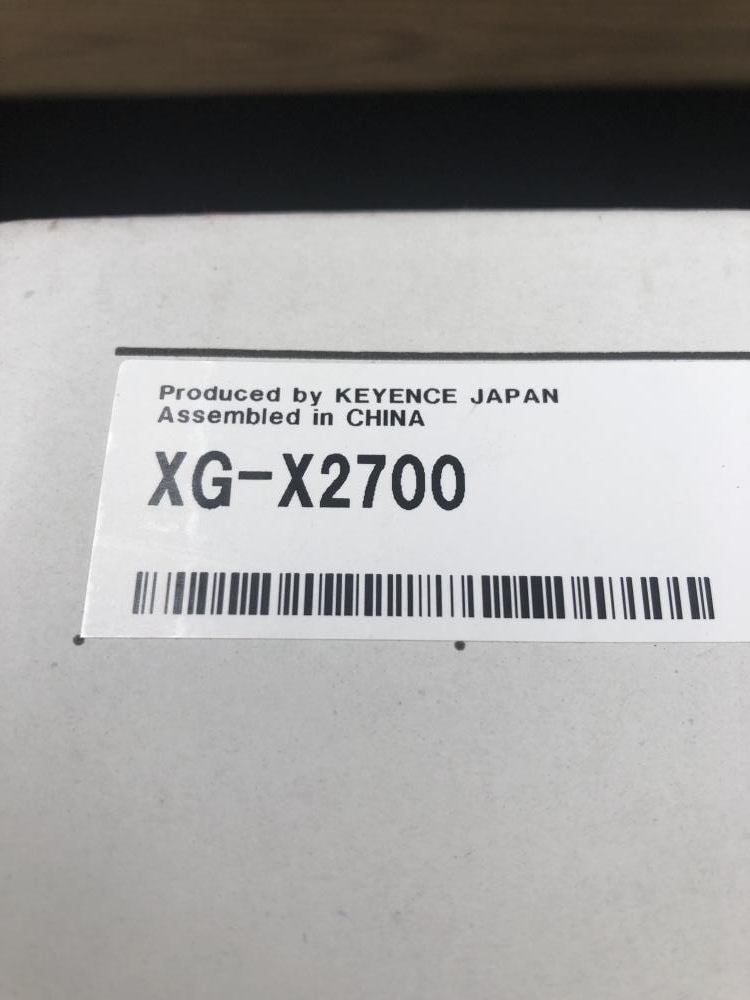 Produced by KEYENCE JAPAN
Assembled in CHINA
XG-X2700